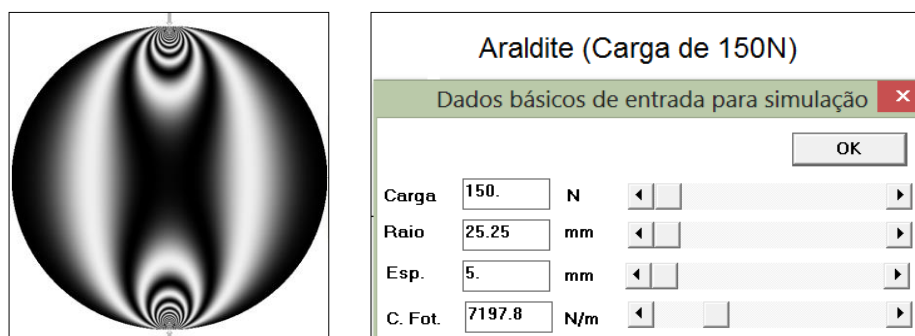 Araldite (Carga de 150N)
Dados básicos de entrada para simulação
OK
Carga 150. N
Raio 25.25 mm
Esp. 5. mm
C. Fot. 7197.8 N/m